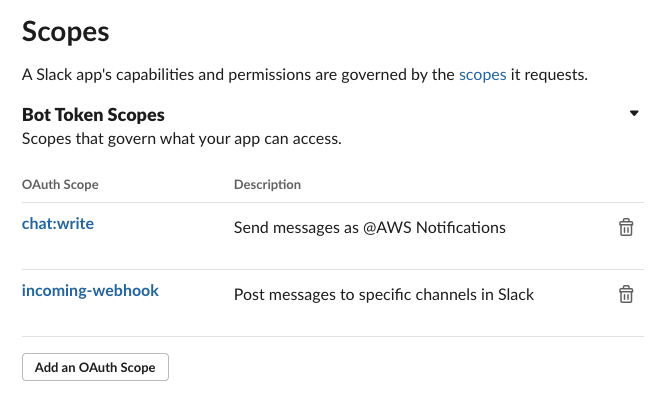 Scopes
A Slack app's capabilities and permissions are governed by the scopes it requests.
Bot Token Scopes
Scopes that govern what your app can access.
OAuth Scope Description
chat:write Send messages as @AWS Notifications
incoming-webhook Post messages to specific channels in Slack
Add an OAuth Scope